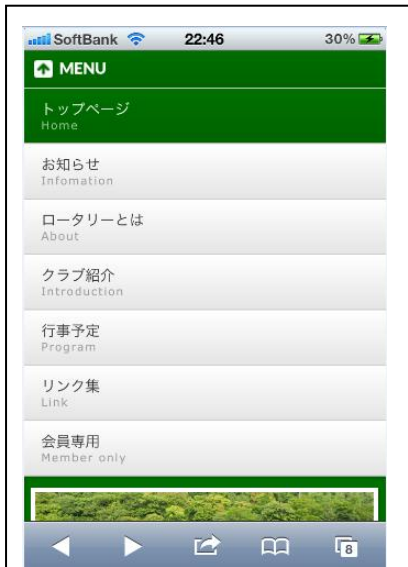 SoftBank 22:46 30%
MENU
トップページ
Home
お知らせ
Infomation
ロータリーとは
About
クラブ紹介
Introduction
行事予定
Program
リンク集
Link
会員専用
Member only
8